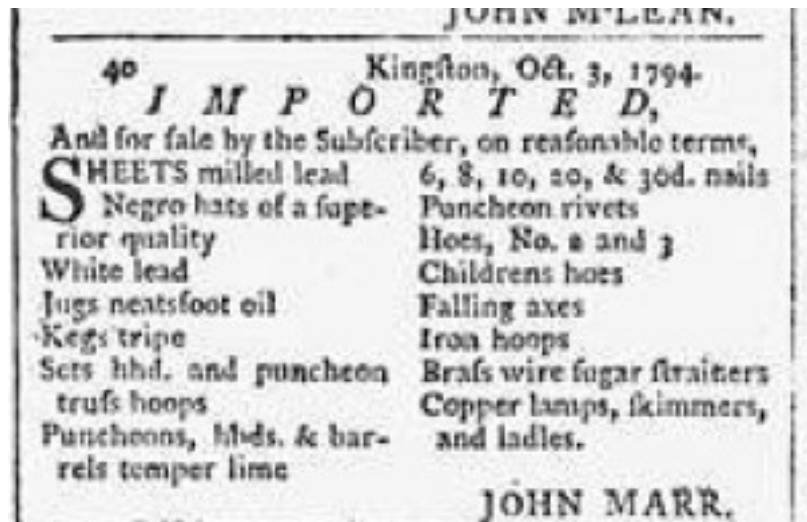 JOHN M'LEAN.
40 Kingſton, Oct. 3, 1794.
IMPORTED,
And for ſale by the Subſcriber, on reaſonable terms,
SHEETS milled lead
Negro hats of a ſupe-
rior quality
White lead
Jugs neatsfoot oil
Kegs tripe
Sets hhd. and puncheon
truſs hoops
Puncheons, hhds. & bar-
rels temper lime
6, 8, 10, 20, & 30d. nails
Puncheon rivets
Hoes, No. 2 and 3
Childrens hoes
Falling axes
Iron hoops
Braſs wire ſugar ſtrainers
Copper lamps, ſkimmers,
and ladles.
JOHN MARR.